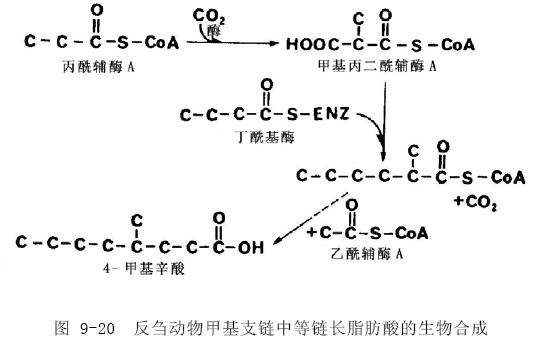 O
C—C—C—S—CoA
丙酰辅酶A
CO2
酶
C O
HOOC—C—C—S—CoA
甲基丙二酰辅酶A
O
C—C—C—C—S—ENZ
丁酰基酶
C O
C—C—C—C—C—C—S—CoA
+CO2
O
+C—C—S—CoA
乙酰辅酶A
C O
C—C—C—C—C—C—C—C—OH
4-甲基辛酸
图 9-20 反刍动物甲基支链中等链长脂肪酸的生物合成